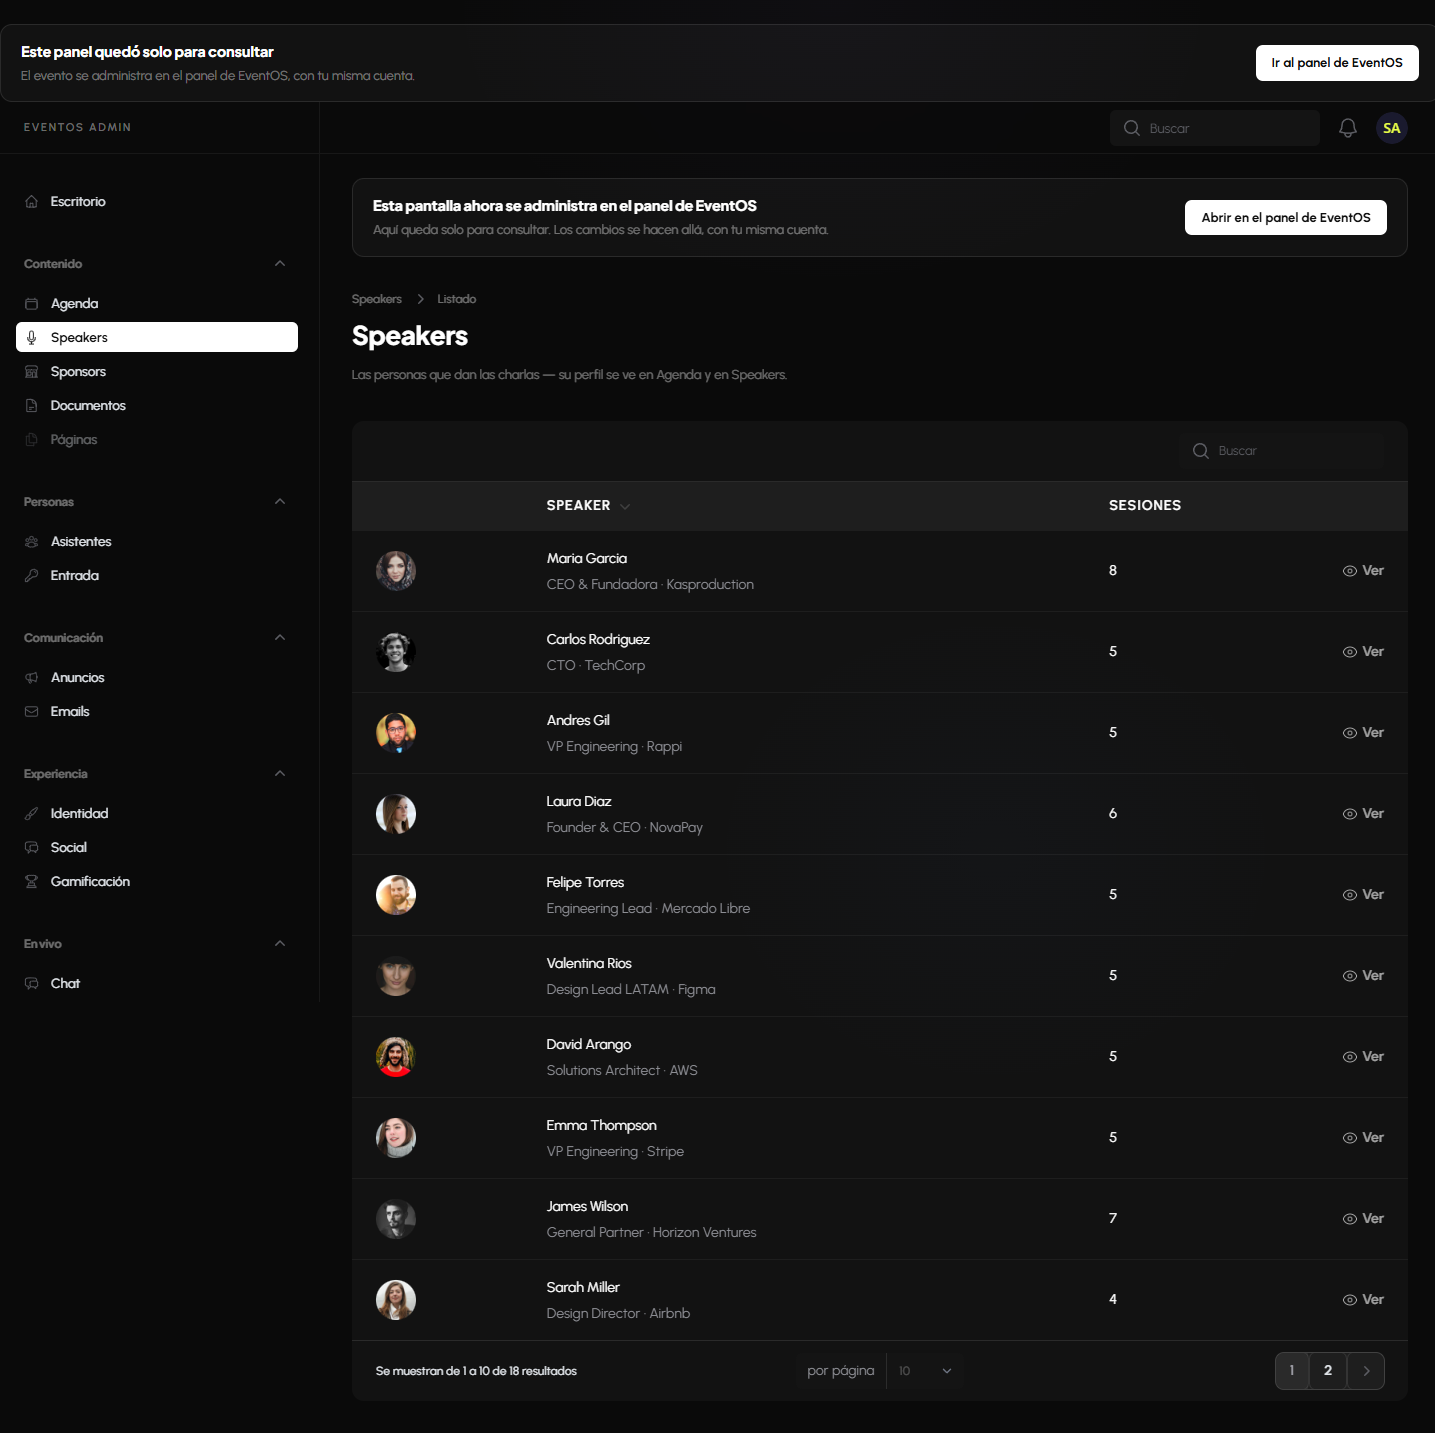 Este panel quedó solo para consultar
El evento se administra en el panel de EventOS, con tu misma cuenta.
Ir al panel de EventOS
EVENTOS ADMIN
Buscar
SA
Escritorio
Contenido
Agenda
Speakers
Sponsors
Documentos
Páginas
Personas
Asistentes
Entrada
Comunicación
Anuncios
Emails
Experiencia
Identidad
Social
Gamificación
En vivo
Chat
Esta pantalla ahora se administra en el panel de EventOS
Aquí queda solo para consultar. Los cambios se hacen allá, con tu misma cuenta.
Abrir en el panel de EventOS
Speakers > Listado
Speakers
Las personas que dan las charlas — su perfil se ve en Agenda y en Speakers.
Buscar
SPEAKER SESIONES
Maria Garcia
CEO & Fundadora · Kasproduction
8 Ver
Carlos Rodriguez
CTO · TechCorp
5 Ver
Andres Gil
VP Engineering · Rappi
5 Ver
Laura Diaz
Founder & CEO · NovaPay
6 Ver
Felipe Torres
Engineering Lead · Mercado Libre
5 Ver
Valentina Rios
Design Lead LATAM · Figma
5 Ver
David Arango
Solutions Architect · AWS
5 Ver
Emma Thompson
VP Engineering · Stripe
5 Ver
James Wilson
General Partner · Horizon Ventures
7 Ver
Sarah Miller
Design Director · Airbnb
4 Ver
Se muestran de 1 a 10 de 18 resultados
por página 10
1 2